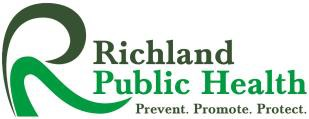 Richland
Public Health
Prevent. Promote. Protect.